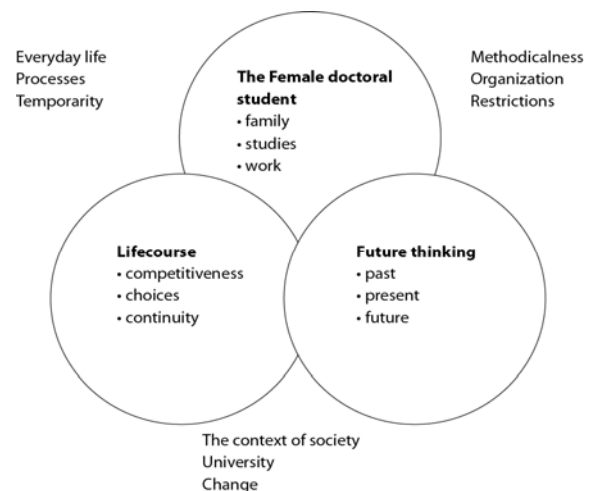 Everyday life
Processes
Temporarity
Methodicalness
Organization
Restrictions
The Female doctoral
student
• family
• studies
• work
Lifecourse
• competitiveness
• choices
• continuity
Future thinking
• past
• present
• future
The context of society
University
Change